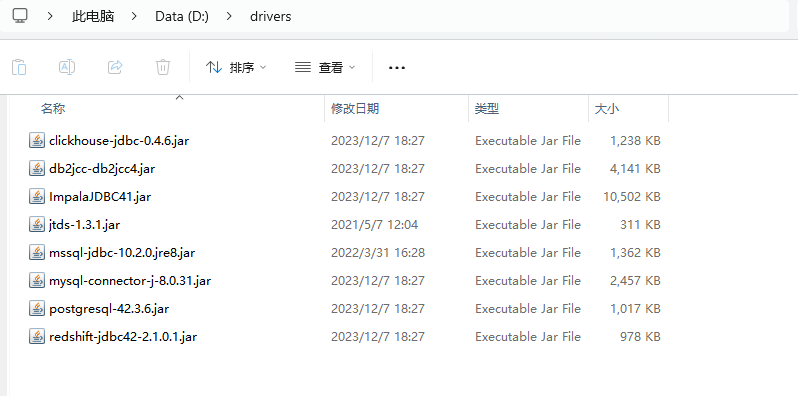 此电脑 > Data (D:) > drivers
排序 查看 ...
名称 修改日期 类型 大小
clickhouse-jdbc-0.4.6.jar 2023/12/7 18:27 Executable Jar File 1,238 KB
db2jcc-db2jcc4.jar 2023/12/7 18:27 Executable Jar File 4,141 KB
ImpalaJDBC41.jar 2023/12/7 18:27 Executable Jar File 10,502 KB
jtds-1.3.1.jar 2021/5/7 12:04 Executable Jar File 311 KB
mssql-jdbc-10.2.0.jre8.jar 2022/3/31 16:28 Executable Jar File 1,362 KB
mysql-connector-j-8.0.31.jar 2023/12/7 18:27 Executable Jar File 2,457 KB
postgresql-42.3.6.jar 2023/12/7 18:27 Executable Jar File 1,017 KB
redshift-jdbc42-2.1.0.1.jar 2023/12/7 18:27 Executable Jar File 978 KB